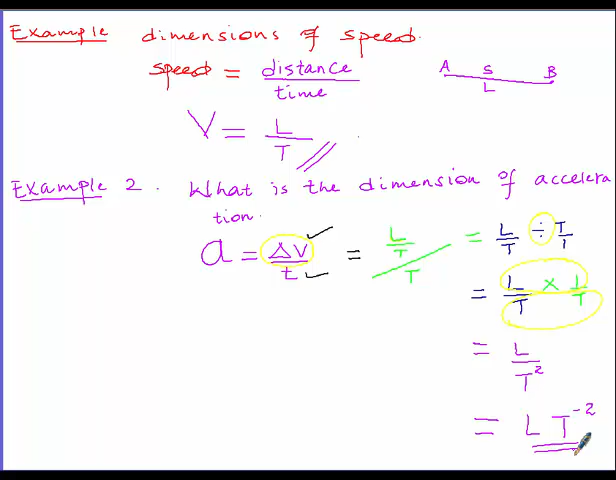 Example dimensions of speed.
speed = distance / time
A S B
L
V = L / T
Example 2. What is the dimension of accelera
tion.
a = ΔV / t = L/T / T = L/T ÷ T/1
= L/T × 1/T
= L / T²
= L T⁻²